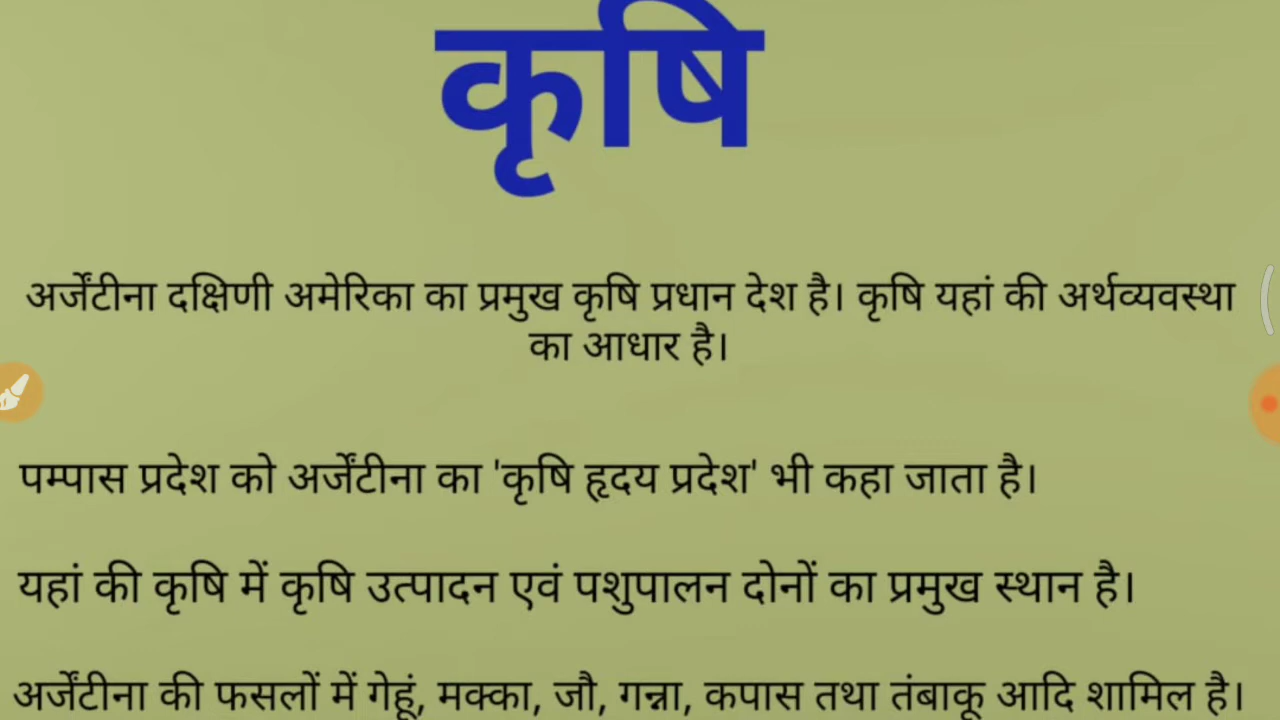 कृषि
अर्जेंटीना दक्षिणी अमेरिका का प्रमुख कृषि प्रधान देश है। कृषि यहां की अर्थव्यवस्था
का आधार है।
पम्पास प्रदेश को अर्जेंटीना का 'कृषि हृदय प्रदेश' भी कहा जाता है।
यहां की कृषि में कृषि उत्पादन एवं पशुपालन दोनों का प्रमुख स्थान है।
अर्जेंटीना की फसलों में गेहूं, मक्का, जौ, गन्ना, कपास तथा तंबाकू आदि शामिल है।